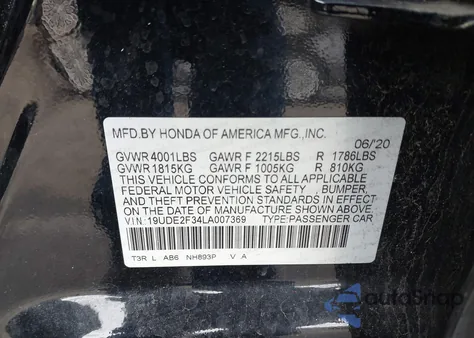 MFD.BY HONDA OF AMERICA MFG.,INC. 06/'20
GVWR 4001LBS GAWR F 2215LBS R 1786LBS
GVWR 1815KG GAWR F 1005KG R 810KG
THIS VEHICLE CONFORMS TO ALL APPLICABLE
FEDERAL MOTOR VEHICLE SAFETY , BUMPER,
AND THEFT PREVENTION STANDARDS IN EFFECT
ON THE DATE OF MANUFACTURE SHOWN ABOVE.
VIN: 19UDE2F34LA007369 TYPE:PASSENGER CAR
T3R L AB6 NH893P V A
autoSnap